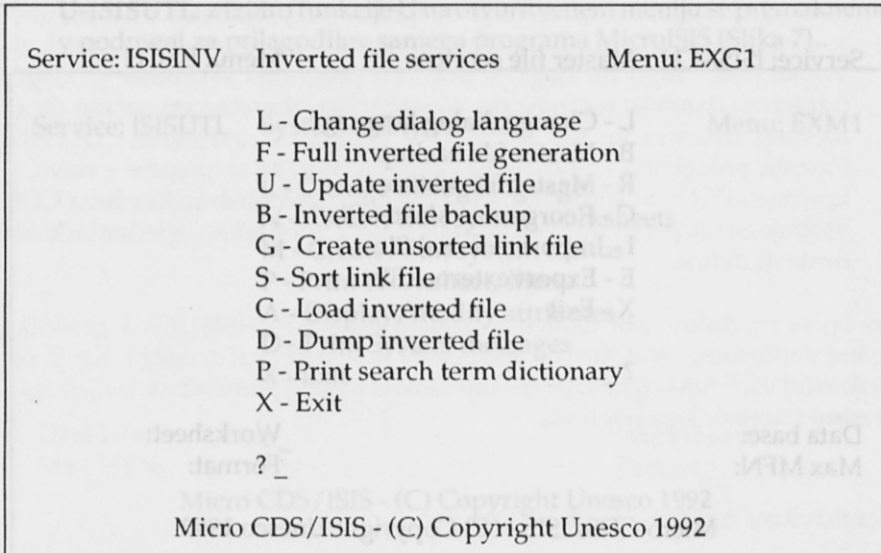 Service: ISISINV Inverted file services Menu: EXG1
L - Change dialog language
F - Full inverted file generation
U - Update inverted file
B - Inverted file backup
G - Create unsorted link file
S - Sort link file
C - Load inverted file
D - Dump inverted file
P - Print search term dictionary
X - Exit
? _
Micro CDS/ISIS - (C) Copyright Unesco 1992